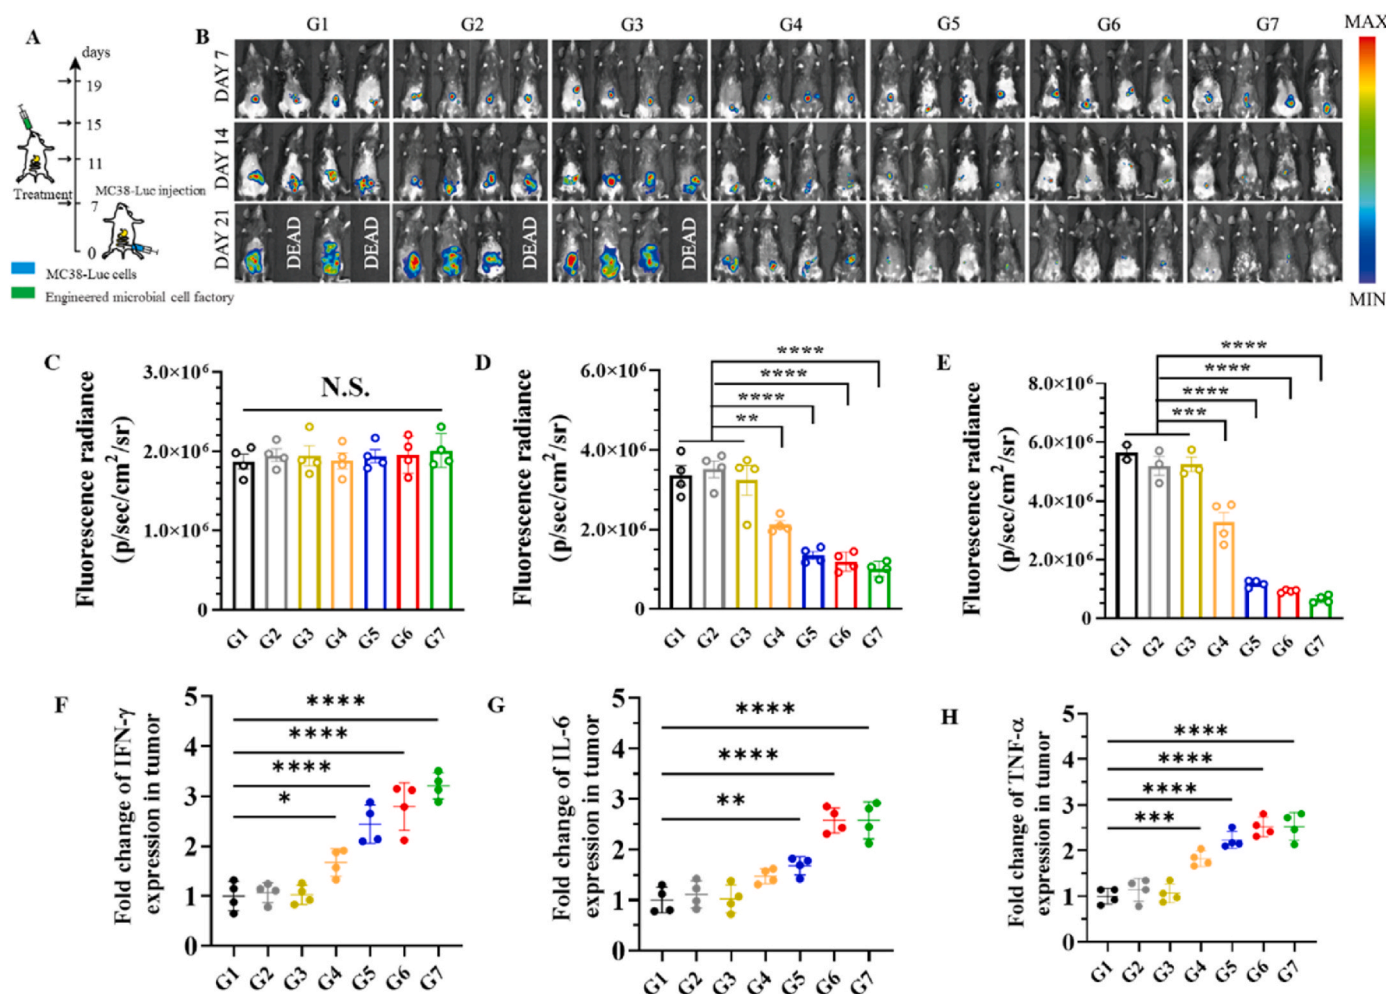 A
days
19
15
11
Treatment
MC38-Luc injection
7
0
MC38-Luc cells
Engineered microbial cell factory
B
G1 G2 G3 G4 G5 G6 G7
MAX
DAY 7
DAY 14
DAY 21
DEAD DEAD DEAD DEAD
MIN
C
Fluorescence radiance
(p/sec/cm²/sr)
3.0×10⁶
2.0×10⁶
1.0×10⁶
0
N.S.
G1 G2 G3 G4 G5 G6 G7
D
Fluorescence radiance
(p/sec/cm²/sr)
6.0×10⁶
4.0×10⁶
2.0×10⁶
0
****
****
****
**
G1 G2 G3 G4 G5 G6 G7
E
Fluorescence radiance
(p/sec/cm²/sr)
8.0×10⁶
6.0×10⁶
4.0×10⁶
2.0×10⁶
0
****
****
****
***
G1 G2 G3 G4 G5 G6 G7
F
Fold change of IFN-γ
expression in tumor
5
4
3
2
1
0
****
****
****
*
G1 G2 G3 G4 G5 G6 G7
G
Fold change of IL-6
expression in tumor
5
4
3
2
1
0
****
****
**
G1 G2 G3 G4 G5 G6 G7
H
Fold change of TNF-α
expression in tumor
5
4
3
2
1
0
****
****
****
***
G1 G2 G3 G4 G5 G6 G7